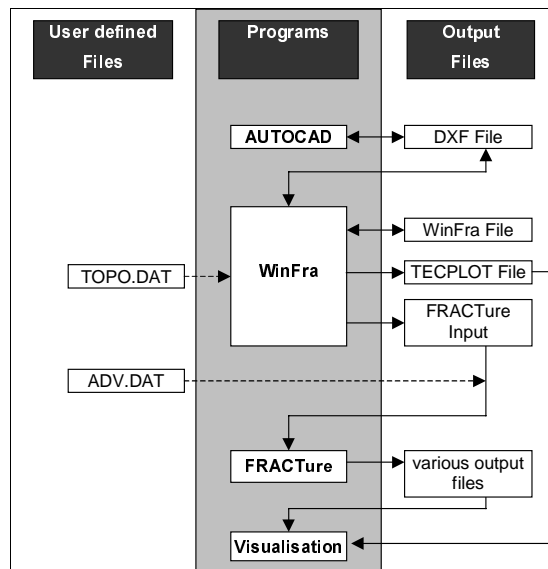 User defined
Files
Programs
Output
Files
AUTOCAD
DXF File
WinFra File
WinFra
TOPO.DAT
TECPLOT File
FRACTure
Input
ADV.DAT
FRACTure
various output
files
Visualisation